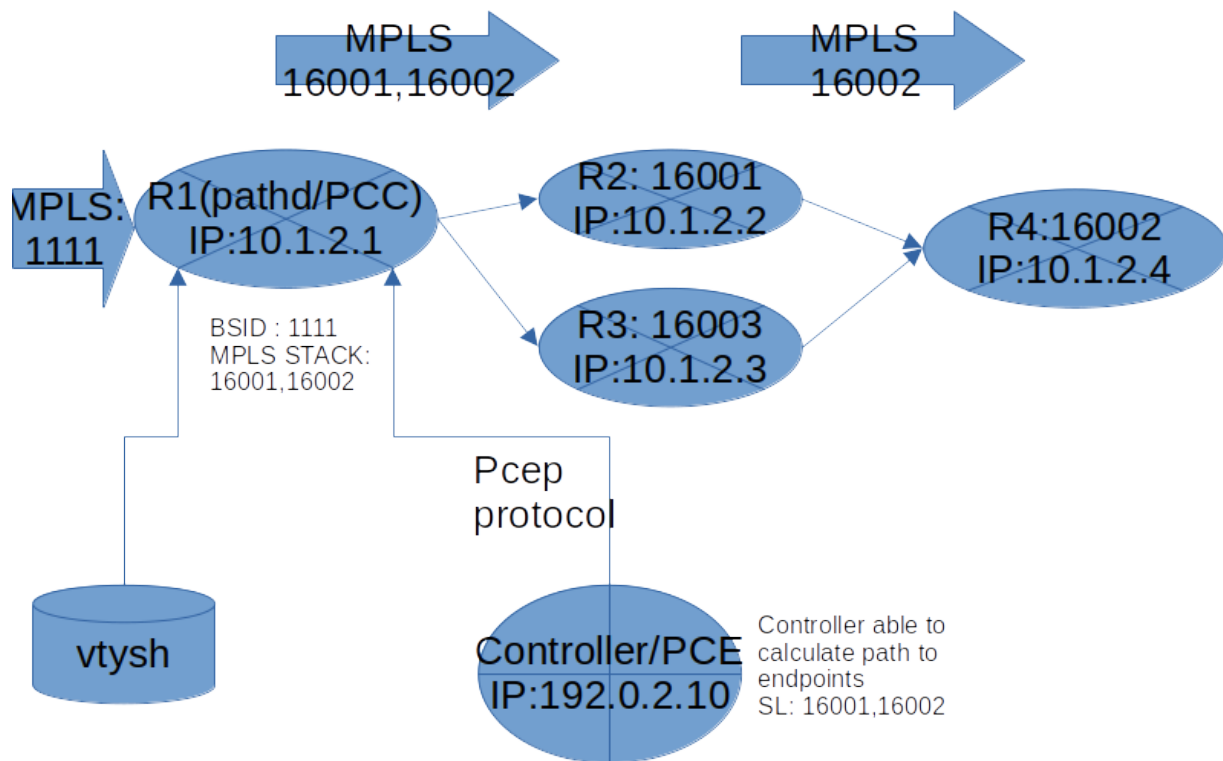 MPLS
16001,16002
MPLS
16002
MPLS:
1111
R1(pathd/PCC)
IP:10.1.2.1
R2: 16001
IP:10.1.2.2
R4:16002
IP:10.1.2.4
R3: 16003
IP:10.1.2.3
BSID : 1111
MPLS STACK:
16001,16002
Pcep
protocol
vtysh
Controller/PCE
IP:192.0.2.10
Controller able to
calculate path to
endpoints
SL: 16001,16002